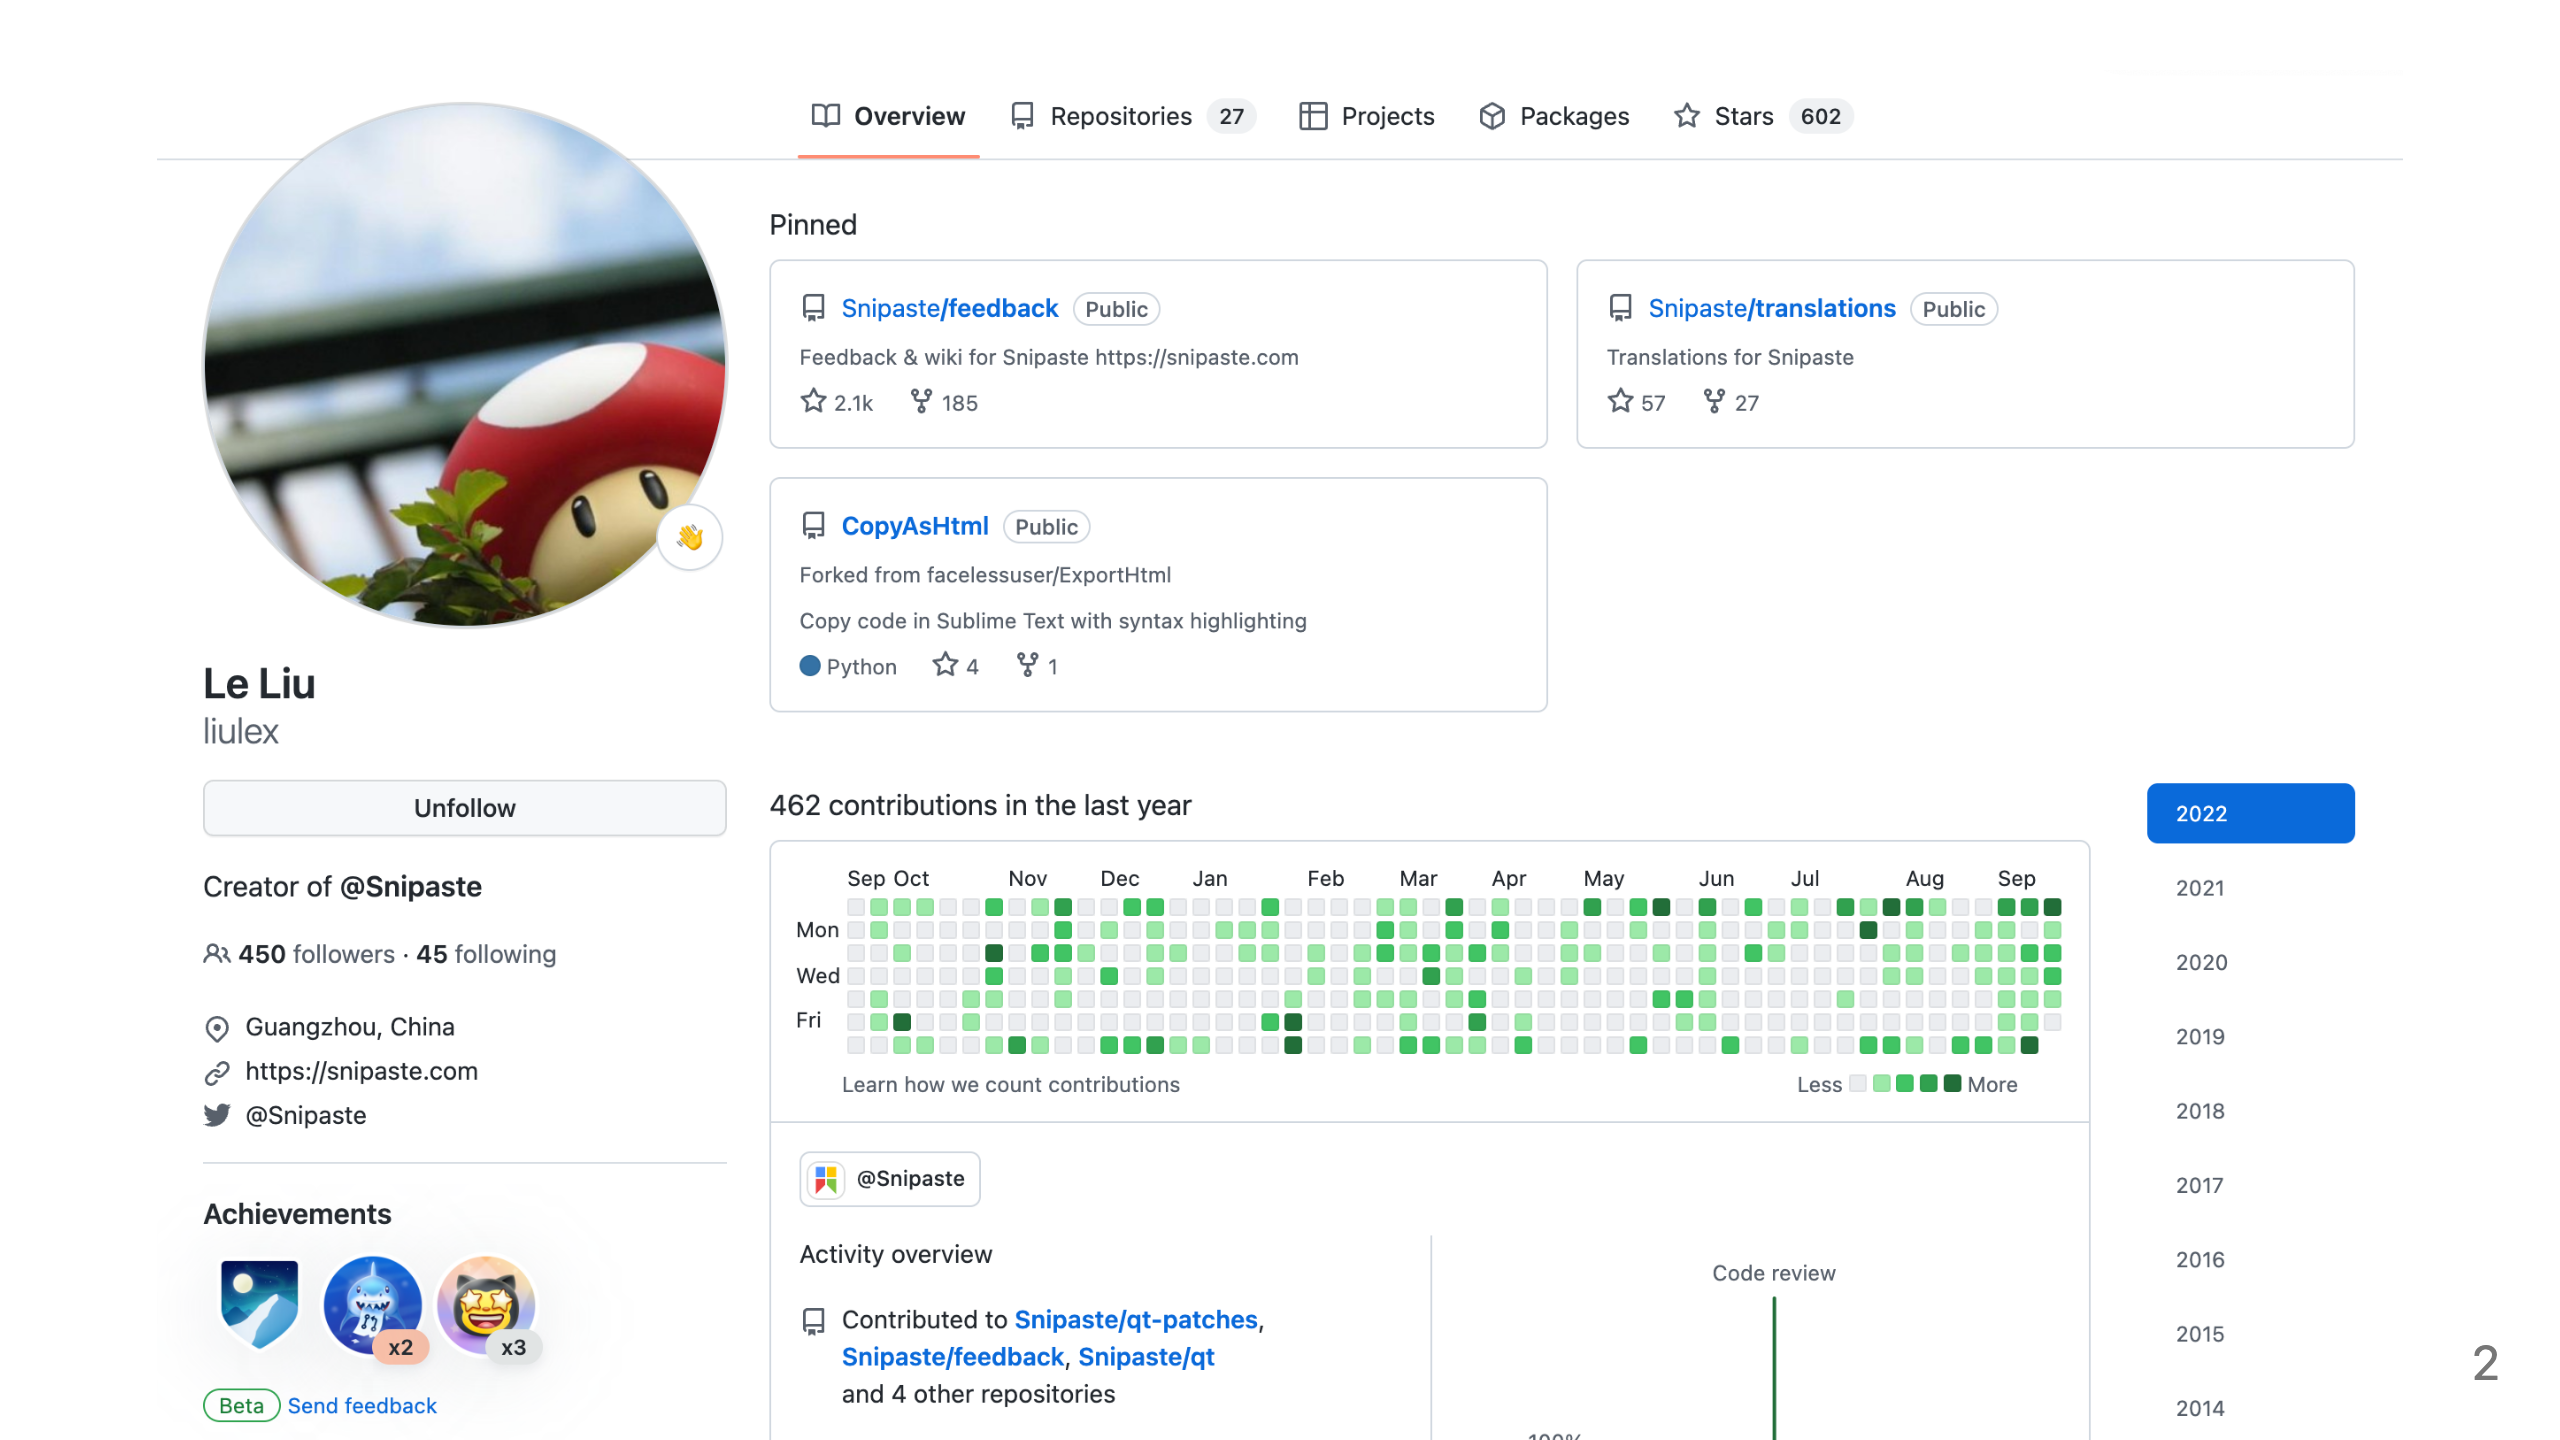 Overview Repositories 27 Projects Packages Stars 602
Le Liu
liulex
Unfollow
Creator of @Snipaste
450 followers · 45 following
Guangzhou, China
https://snipaste.com
@Snipaste
Achievements
x2 x3
Beta Send feedback
Pinned
Snipaste/feedback Public
Feedback & wiki for Snipaste https://snipaste.com
2.1k 185
Snipaste/translations Public
Translations for Snipaste
57 27
CopyAsHtml Public
Forked from facelessuser/ExportHtml
Copy code in Sublime Text with syntax highlighting
Python 4 1
462 contributions in the last year
Sep Oct Nov Dec Jan Feb Mar Apr May Jun Jul Aug Sep
Mon
Wed
Fri
Learn how we count contributions Less More
@Snipaste
Activity overview
Contributed to Snipaste/qt-patches,
Snipaste/feedback, Snipaste/qt
and 4 other repositories
Code review
100%
2022
2021
2020
2019
2018
2017
2016
2015
2014
2